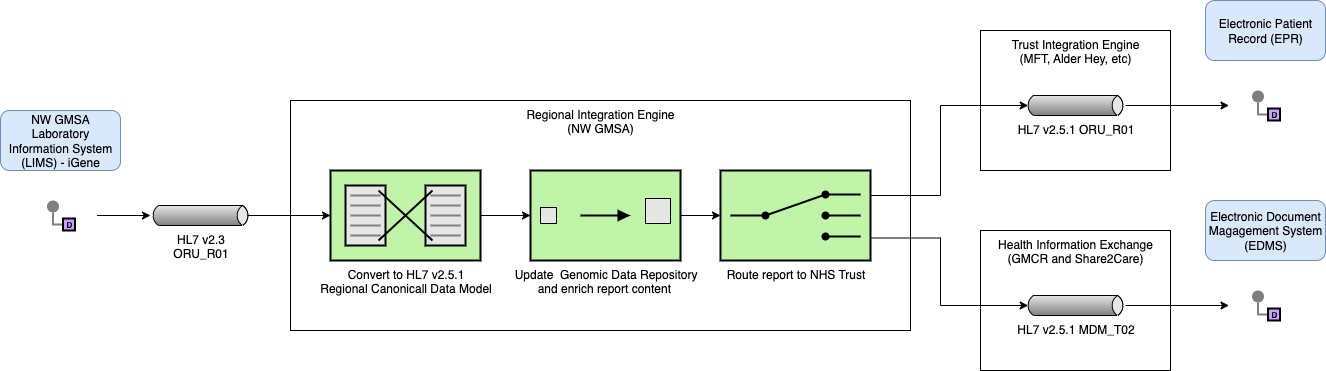 NW GMSA
Laboratory
Information System
(LIMS) - iGene
D
HL7 v2.3
ORU_R01
Regional Integration Engine
(NW GMSA)
Convert to HL7 v2.5.1
Regional Canonicall Data Model
Update  Genomic Data Repository
and enrich report content
Route report to NHS Trust
Trust Integration Engine
(MFT, Alder Hey, etc)
HL7 v2.5.1 ORU_R01
Electronic Patient
Record (EPR)
D
Health Information Exchange
(GMCR and Share2Care)
HL7 v2.5.1 MDM_T02
Electronic Document
Magagement System
(EDMS)
D